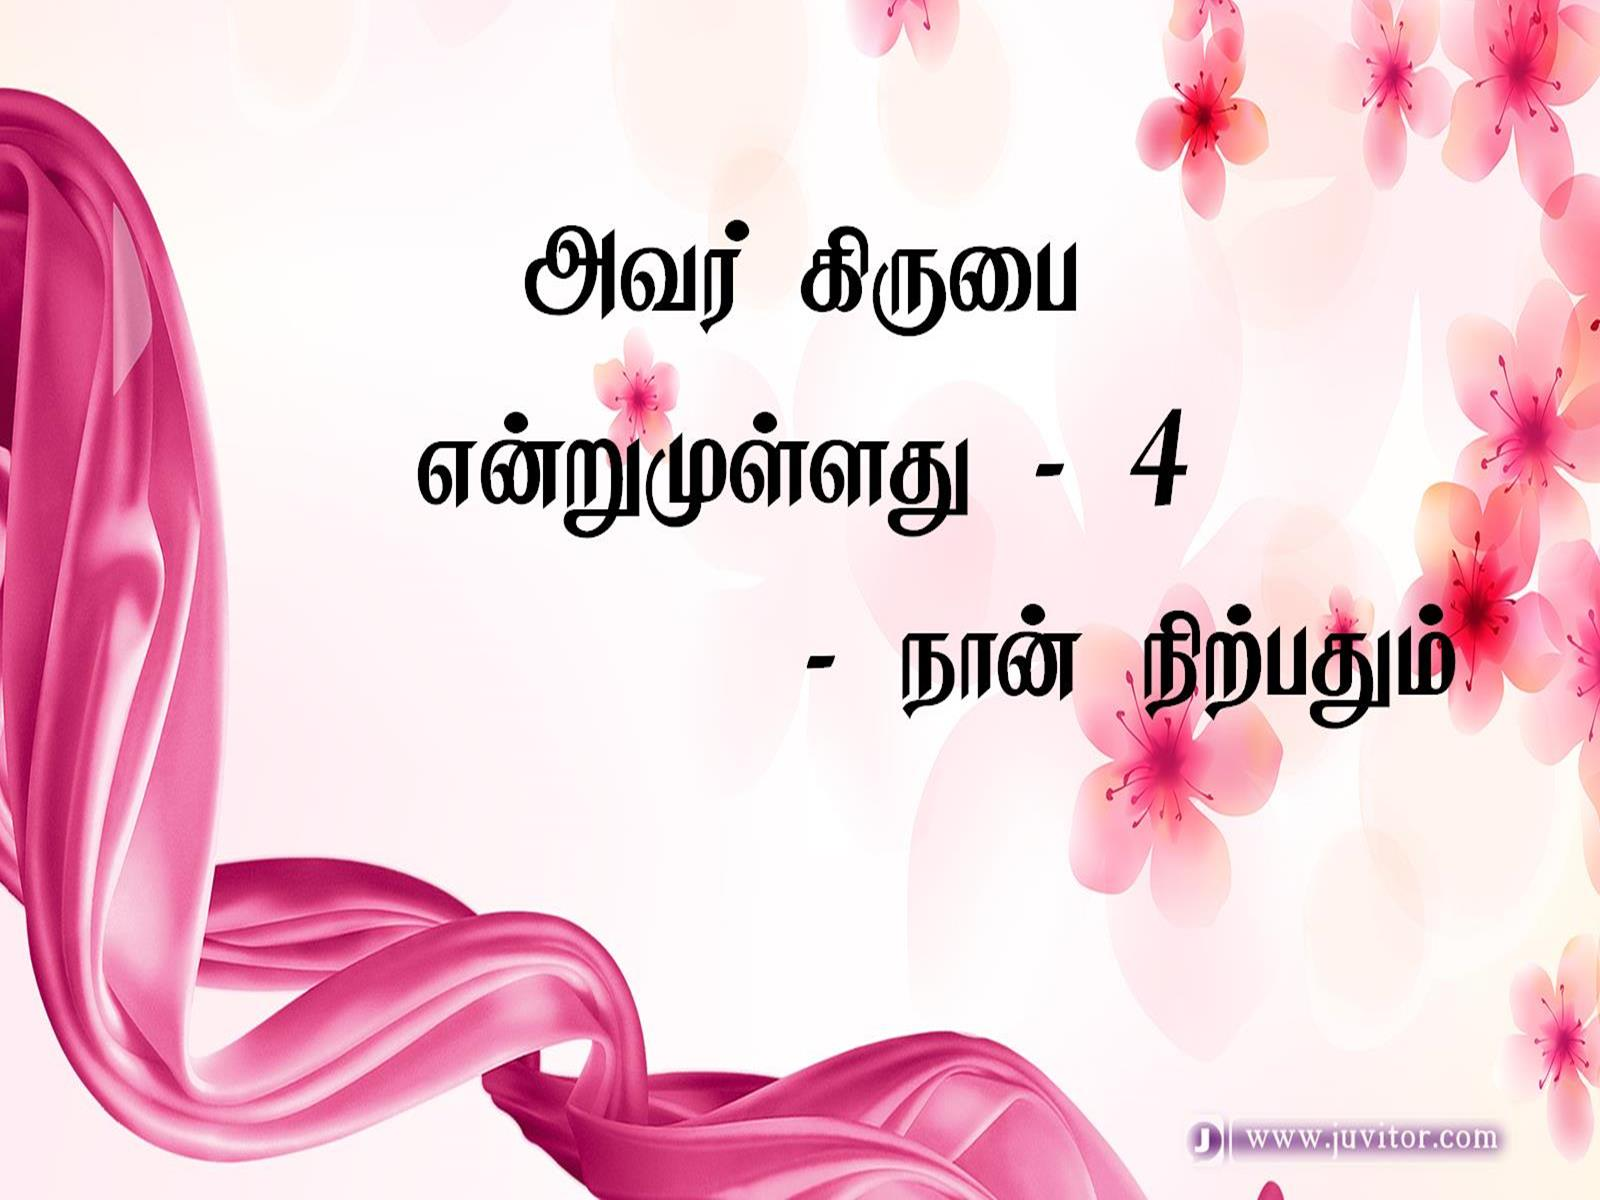 அவர் கிருபை
என்றுமுள்ளது - 4
- நான் நிற்பதும்
J www.juvitor.com